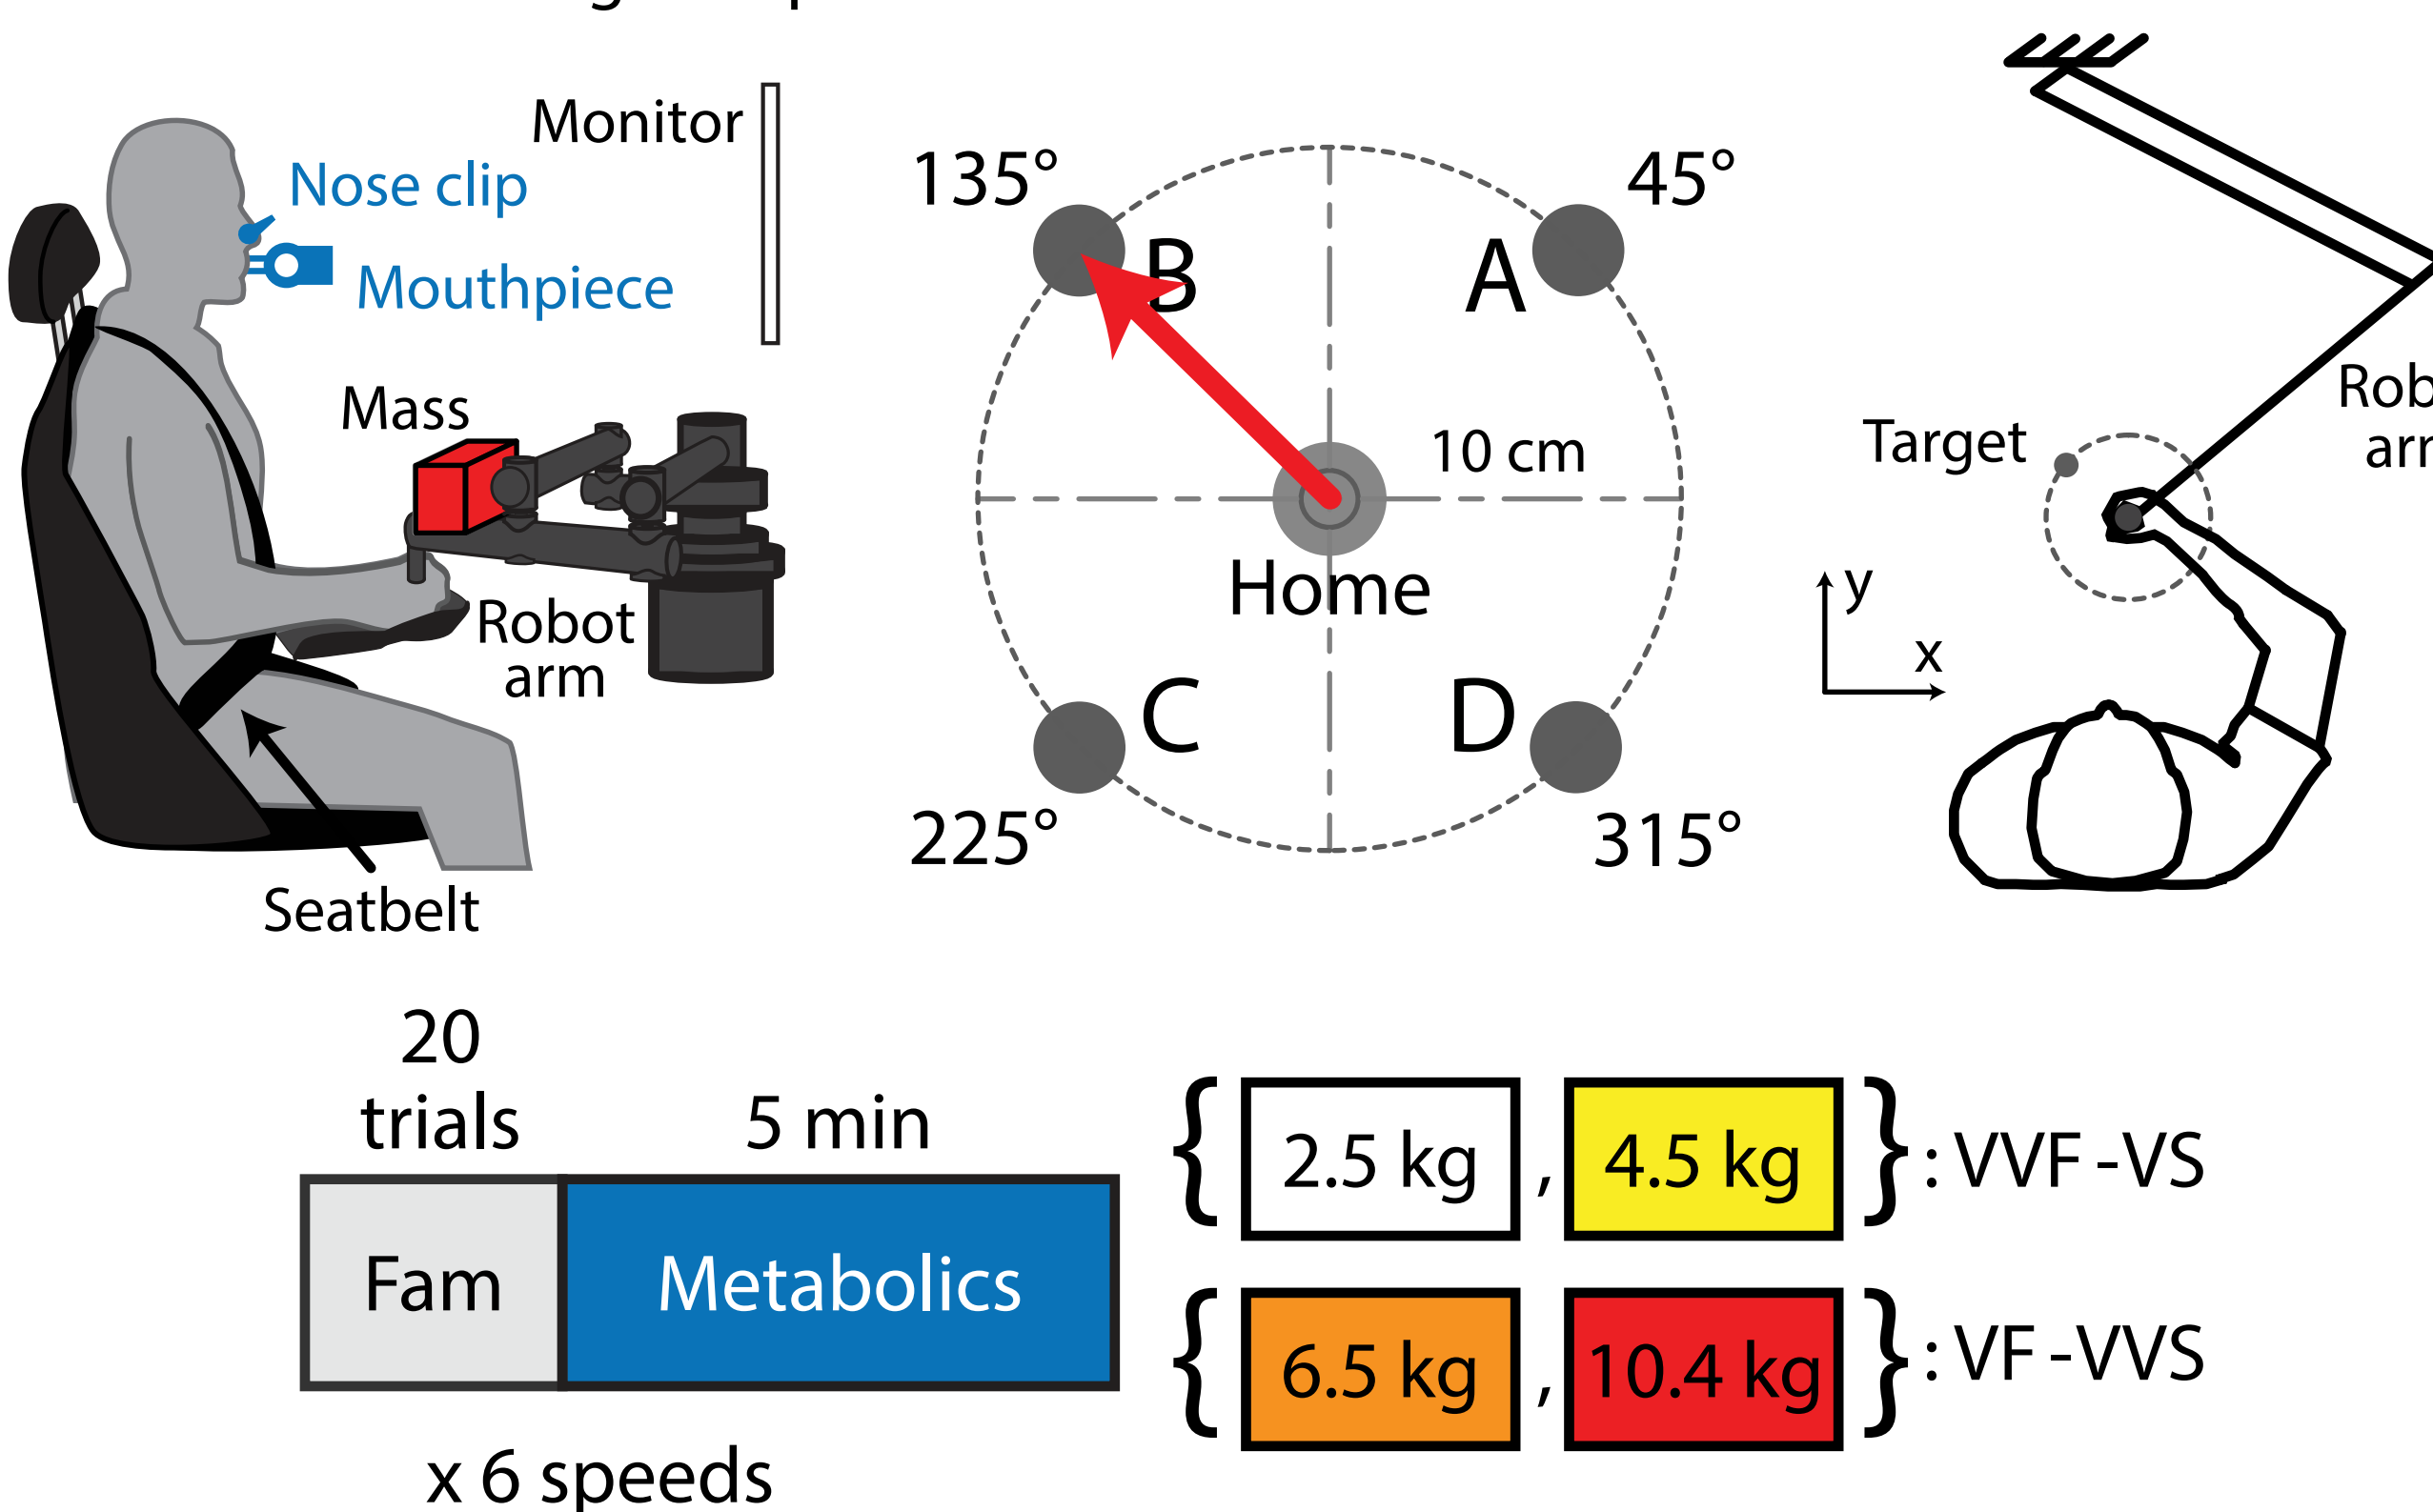 Monitor
Nose clip
Mouthpiece
Mass
Robot
arm
Seatbelt
135°
45°
B
A
10 cm
Home
C
D
225°
315°
Target
y
x
20
trials
5 min
Fam
Metabolics
x 6 speeds
{ 2.5 kg , 4.5 kg } : VVF -VS
{ 6.5 kg , 10.4 kg } : VF -VVS